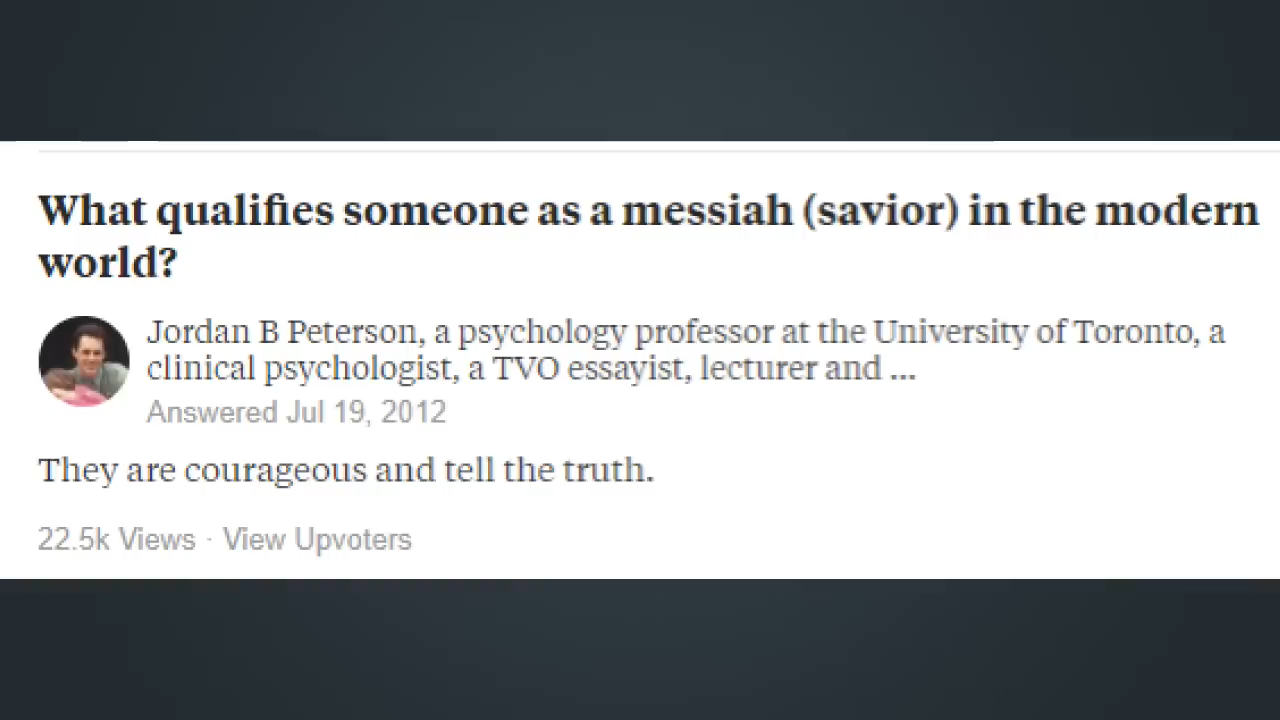 What qualifies someone as a messiah (savior) in the modern
world?
Jordan B Peterson, a psychology professor at the University of Toronto, a
clinical psychologist, a TVO essayist, lecturer and ...
Answered Jul 19, 2012
They are courageous and tell the truth.
22.5k Views · View Upvoters